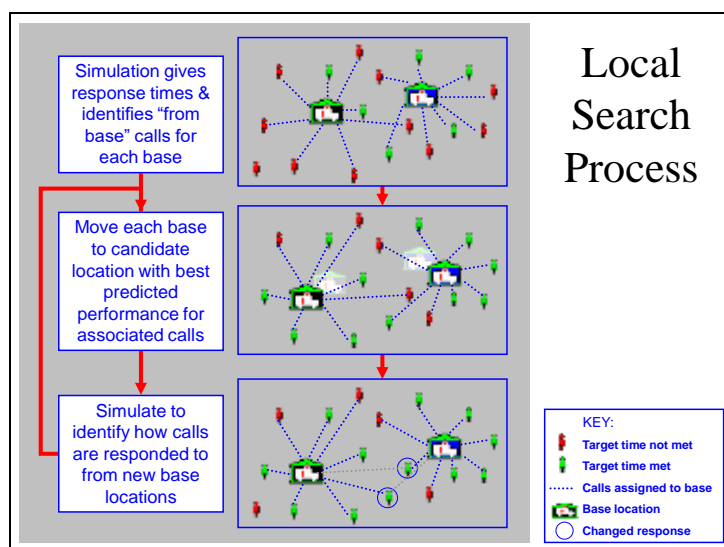 Simulation gives
response times &
identifies “from
base” calls for
each base
Move each base
to candidate
location with best
predicted
performance for
associated calls
Simulate to
identify how calls
are responded to
from new base
locations
Local
Search
Process
KEY:
Target time not met
Target time met
Calls assigned to base
Base location
Changed response